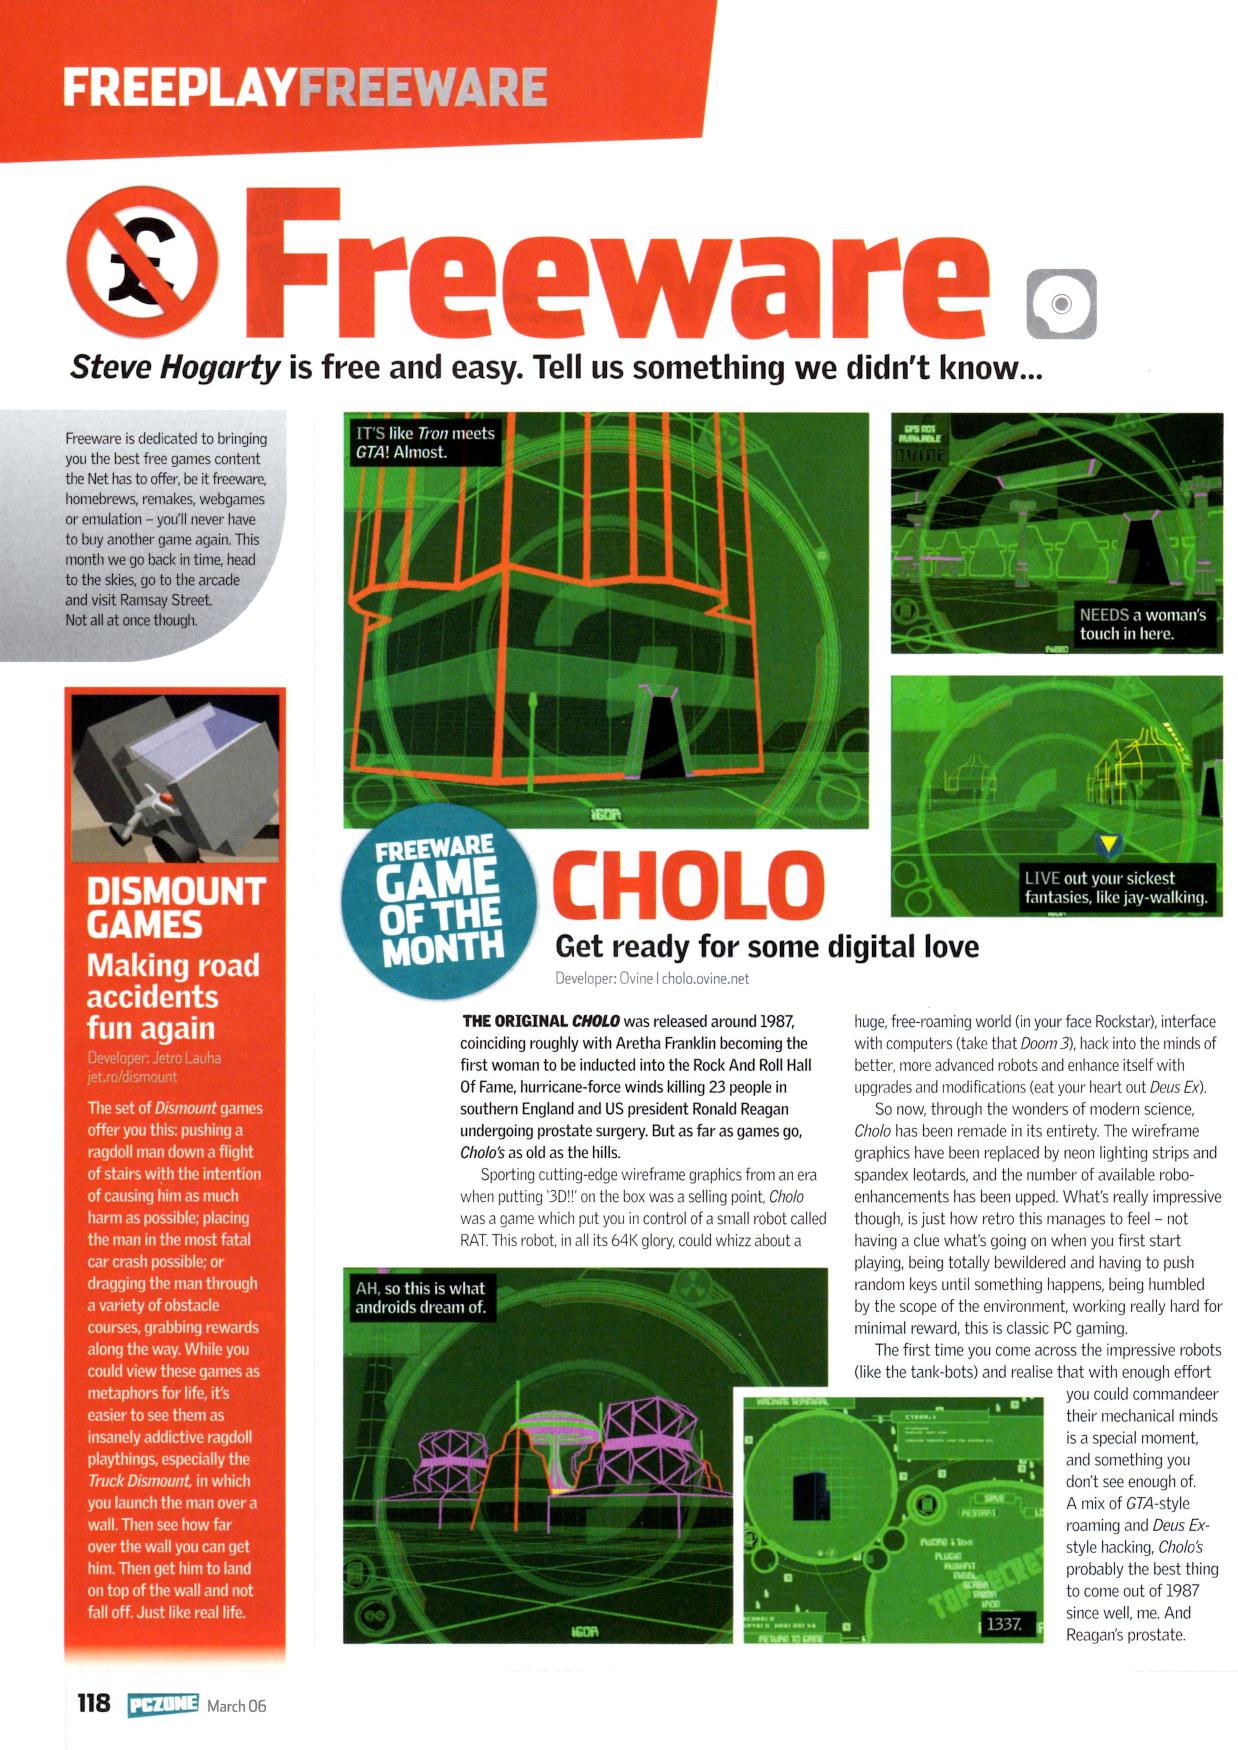 FREEPLAYFREEWARE
£
Freeware
Steve Hogarty is free and easy. Tell us something we didn't know...
Freeware is dedicated to bringing
you the best free games content
the Net has to offer, be it freeware,
homebrews, remakes, webgames
or emulation – you'll never have
to buy another game again. This
month we go back in time, head
to the skies, go to the arcade
and visit Ramsay Street.
Not all at once though.
DISMOUNT
GAMES
Making road
accidents
fun again
Developer: Jetro Lauha
jet.ro/dismount
The set of Dismount games
offer you this: pushing a
ragdoll man down a flight
of stairs with the intention
of causing him as much
harm as possible; placing
the man in the most fatal
car crash possible; or
dragging the man through
a variety of obstacle
courses, grabbing rewards
along the way. While you
could view these games as
metaphors for life, it's
easier to see them as
insanely addictive ragdoll
playthings, especially the
Truck Dismount, in which
you launch the man over a
wall. Then see how far
over the wall you can get
him. Then get him to land
on top of the wall and not
fall off. Just like real life.
IT'S like Tron meets
GTA! Almost.
IGOR
GPS NOT
AVAILABLE
OVINE
NEEDS a woman's
touch in here.
LIVE out your sickest
fantasies, like jay-walking.
FREEWARE
GAME
OF THE
MONTH
CHOLO
Get ready for some digital love
Developer: Ovine | cholo.ovine.net
THE ORIGINAL CHOLO was released around 1987,
coinciding roughly with Aretha Franklin becoming the
first woman to be inducted into the Rock And Roll Hall
Of Fame, hurricane-force winds killing 23 people in
southern England and US president Ronald Reagan
undergoing prostate surgery. But as far as games go,
Cholo's as old as the hills.
Sporting cutting-edge wireframe graphics from an era
when putting '3D!!' on the box was a selling point, Cholo
was a game which put you in control of a small robot called
RAT. This robot, in all its 64K glory, could whizz about a
huge, free-roaming world (in your face Rockstar), interface
with computers (take that Doom 3), hack into the minds of
better, more advanced robots and enhance itself with
upgrades and modifications (eat your heart out Deus Ex).
So now, through the wonders of modern science,
Cholo has been remade in its entirety. The wireframe
graphics have been replaced by neon lighting strips and
spandex leotards, and the number of available robo-
enhancements has been upped. What's really impressive
though, is just how retro this manages to feel – not
having a clue what's going on when you first start
playing, being totally bewildered and having to push
random keys until something happens, being humbled
by the scope of the environment, working really hard for
minimal reward, this is classic PC gaming.
The first time you come across the impressive robots
(like the tank-bots) and realise that with enough effort
you could commandeer
their mechanical minds
is a special moment,
and something you
don't see enough of.
A mix of GTA-style
roaming and Deus Ex-
style hacking, Cholo's
probably the best thing
to come out of 1987
since well, me. And
Reagan's prostate.
AH, so this is what
androids dream of.
IGOR
HACKING TERMINAL
SAVE
RESTART
PLUGIN
TOP SECRET
RETURN TO GAME
1337.
118 PCZONE March 06